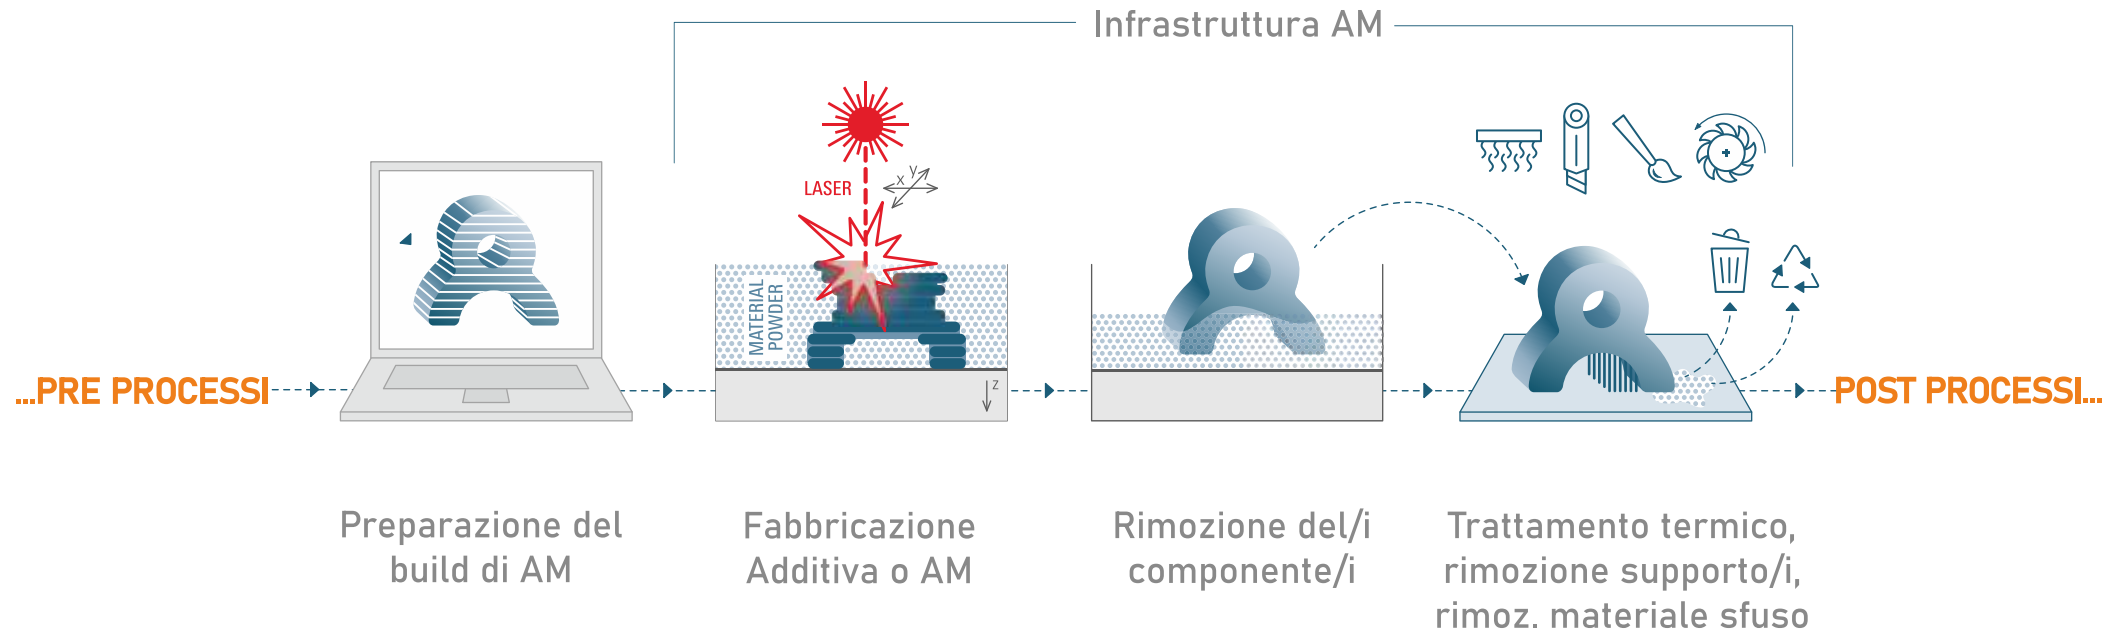 Infrastruttura AM
LASER
x
y
MATERIAL
POWDER
z
...PRE PROCESSI
POST PROCESSI...
Preparazione del
build di AM
Fabbricazione
Additiva o AM
Rimozione del/i
componente/i
Trattamento termico,
rimozione supporto/i,
rimoz. materiale sfuso